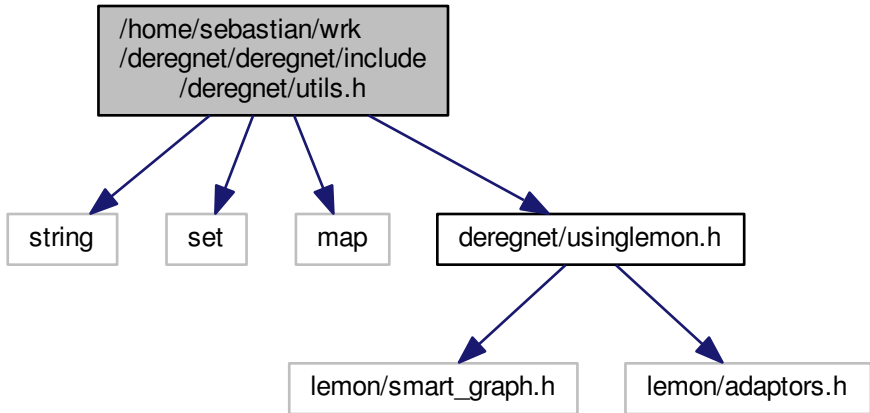 /home/sebastian/wrk
/deregnet/deregnet/include
/deregnet/utils.h
string
set
map
deregnet/usinglemon.h
lemon/smart_graph.h
lemon/adaptors.h